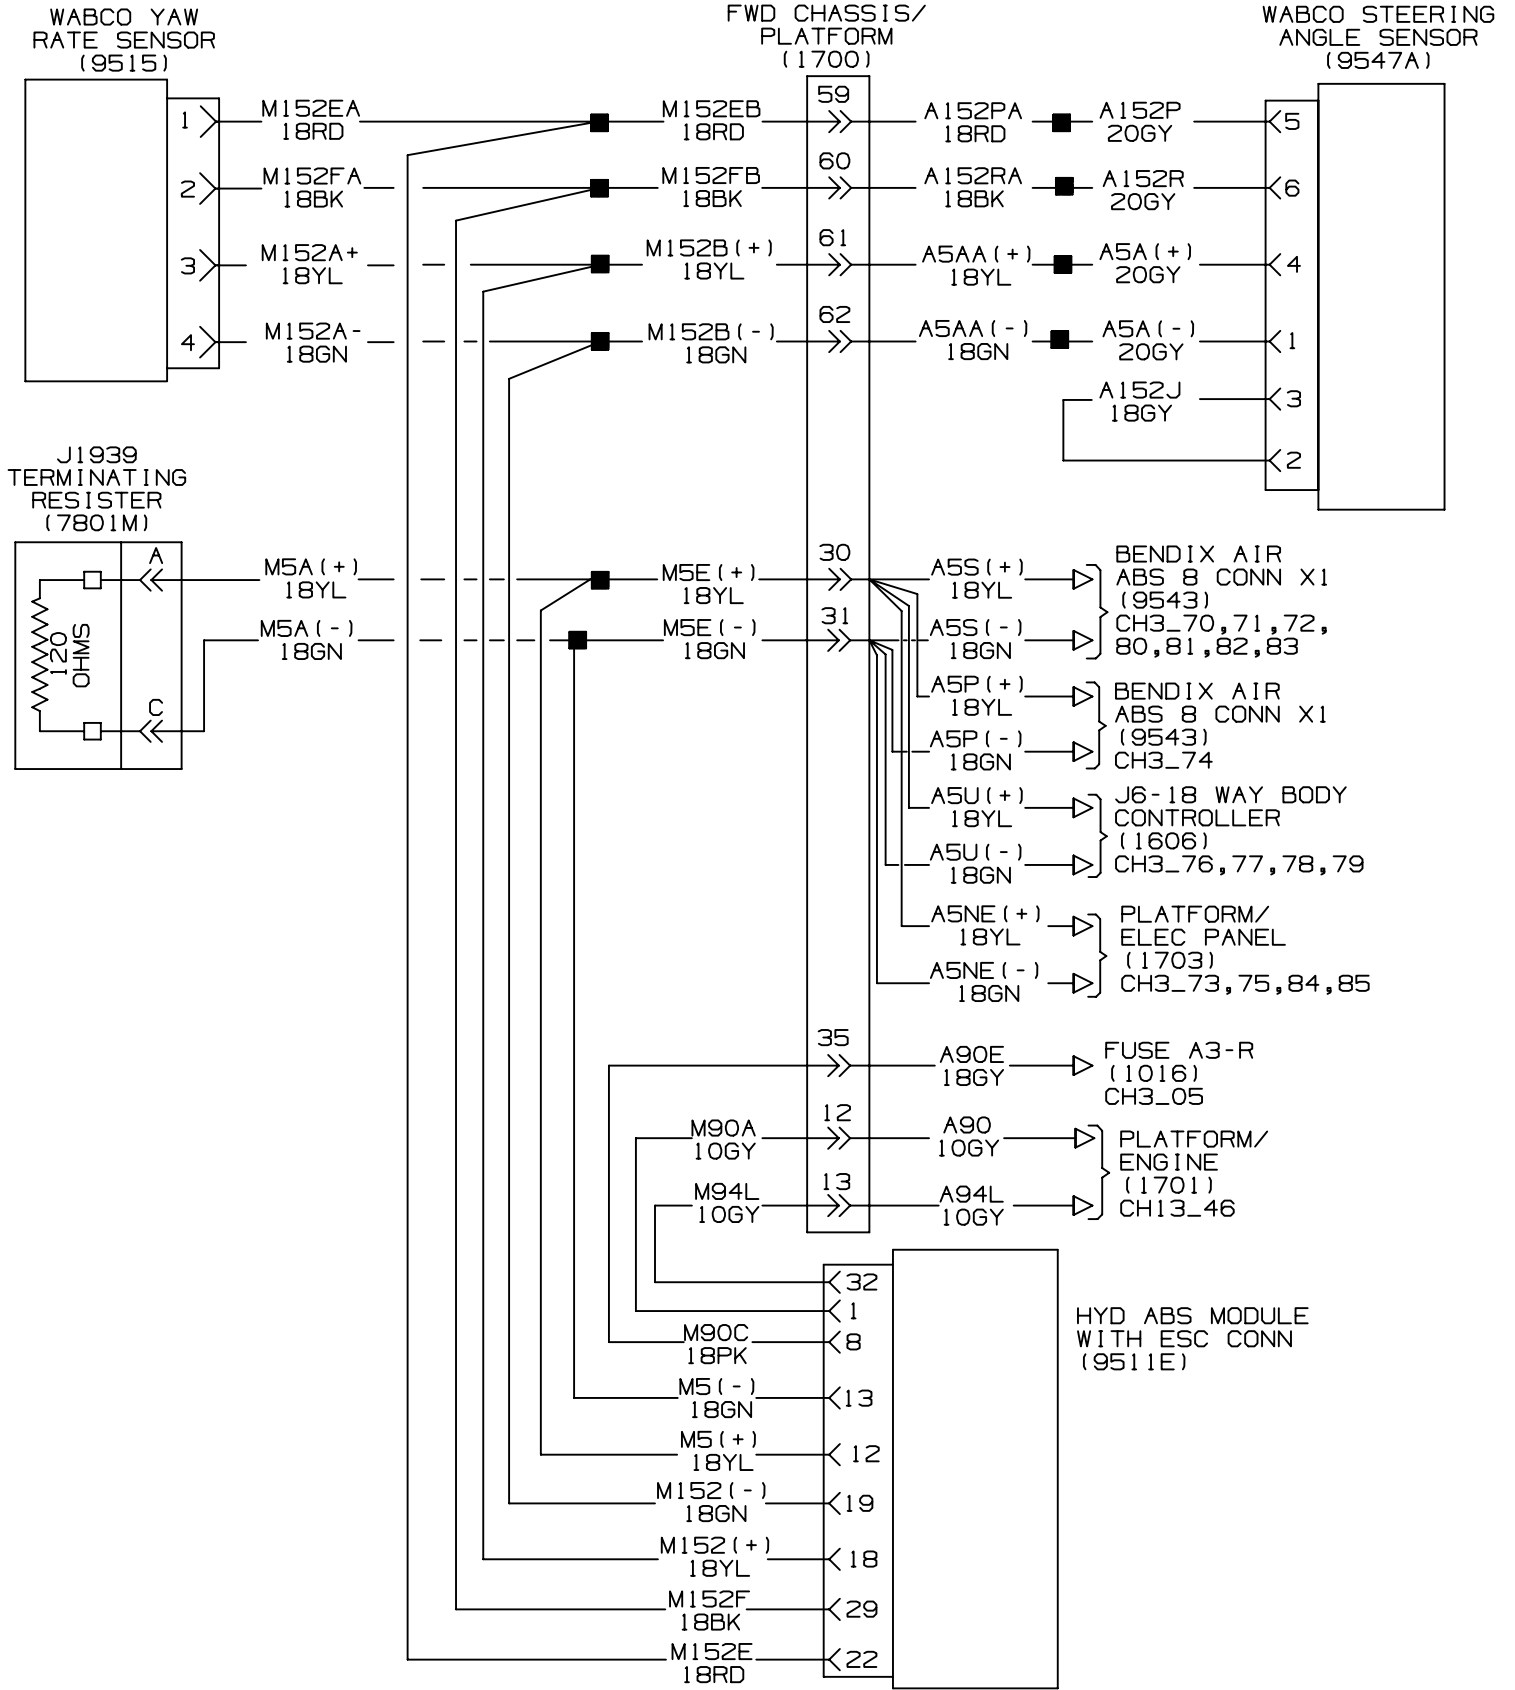 WABCO YAW
RATE SENSOR
(9515)
FWD CHASSIS/
PLATFORM
(1700)
WABCO STEERING
ANGLE SENSOR
(9547A)
1
M152EA
18RD
M152EB
18RD
59
A152PA
18RD
A152P
20GY
5
2
M152FA
18BK
M152FB
18BK
60
A152RA
18BK
A152R
20GY
6
3
M152A+
18YL
M152B(+)
18YL
61
A5AA(+)
18YL
A5A(+)
20GY
4
4
M152A-
18GN
M152B(-)
18GN
62
A5AA(-)
18GN
A5A(-)
20GY
1
A152J
18GY
3
2
J1939
TERMINATING
RESISTER
(7801M)
A
120
OHMS
C
M5A(+)
18YL
M5E(+)
18YL
30
A5S(+)
18YL
M5A(-)
18GN
M5E(-)
18GN
31
A5S(-)
18GN
BENDIX AIR
ABS 8 CONN X1
(9543)
CH3_70,71,72,
80,81,82,83
A5P(+)
18YL
A5P(-)
18GN
BENDIX AIR
ABS 8 CONN X1
(9543)
CH3_74
A5U(+)
18YL
A5U(-)
18GN
J6-18 WAY BODY
CONTROLLER
(1606)
CH3_76,77,78,79
A5NE(+)
18YL
A5NE(-)
18GN
PLATFORM/
ELEC PANEL
(1703)
CH3_73,75,84,85
35
A90E
18GY
FUSE A3-R
(1016)
CH3_05
M90A
10GY
12
A90
10GY
M94L
10GY
13
A94L
10GY
PLATFORM/
ENGINE
(1701)
CH13_46
32
1
M90C
18PK
8
M5(-)
18GN
13
M5(+)
18YL
12
M152(-)
18GN
19
M152(+)
18YL
18
M152F
18BK
29
M152E
18RD
22
HYD ABS MODULE
WITH ESC CONN
(9511E)